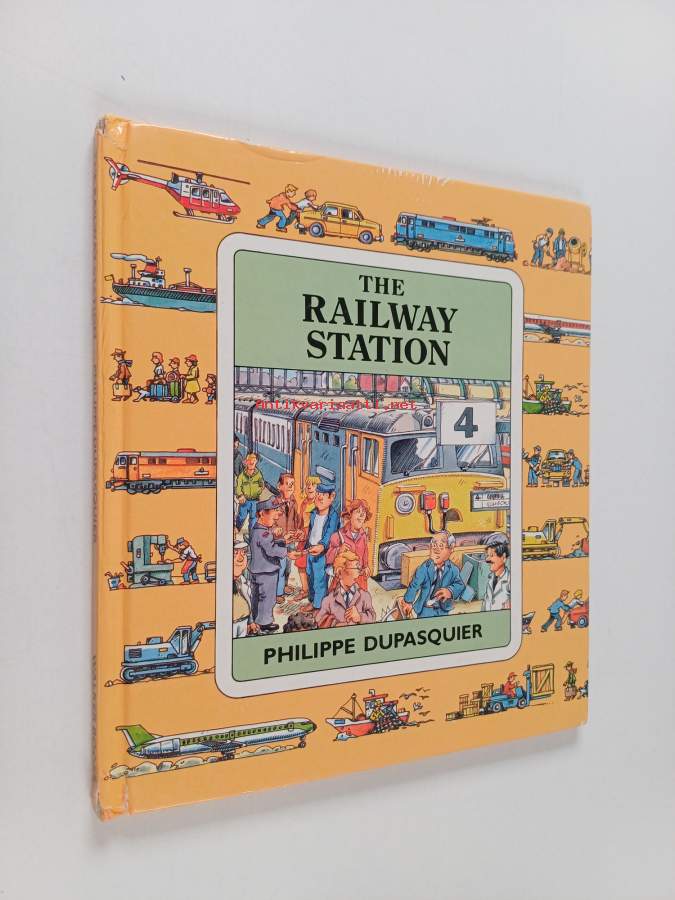 THE
RAILWAY
STATION
Antikvariaatti.net
4
PHILIPPE DUPASQUIER